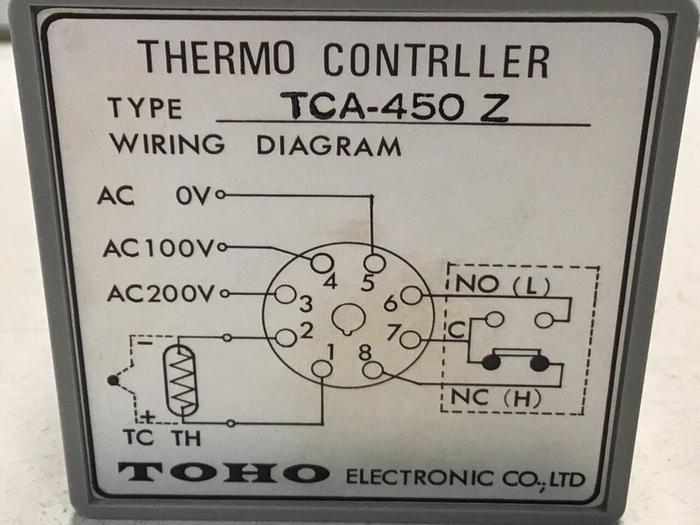 THERMO CONTRLLER
TYPE TCA-450 Z
WIRING DIAGRAM
AC 0V
AC100V
AC200V
4 5
3 6
2 7
1 8
NO (L)
C
NC (H)
−
+
TC TH
TOHO ELECTRONIC CO.,LTD